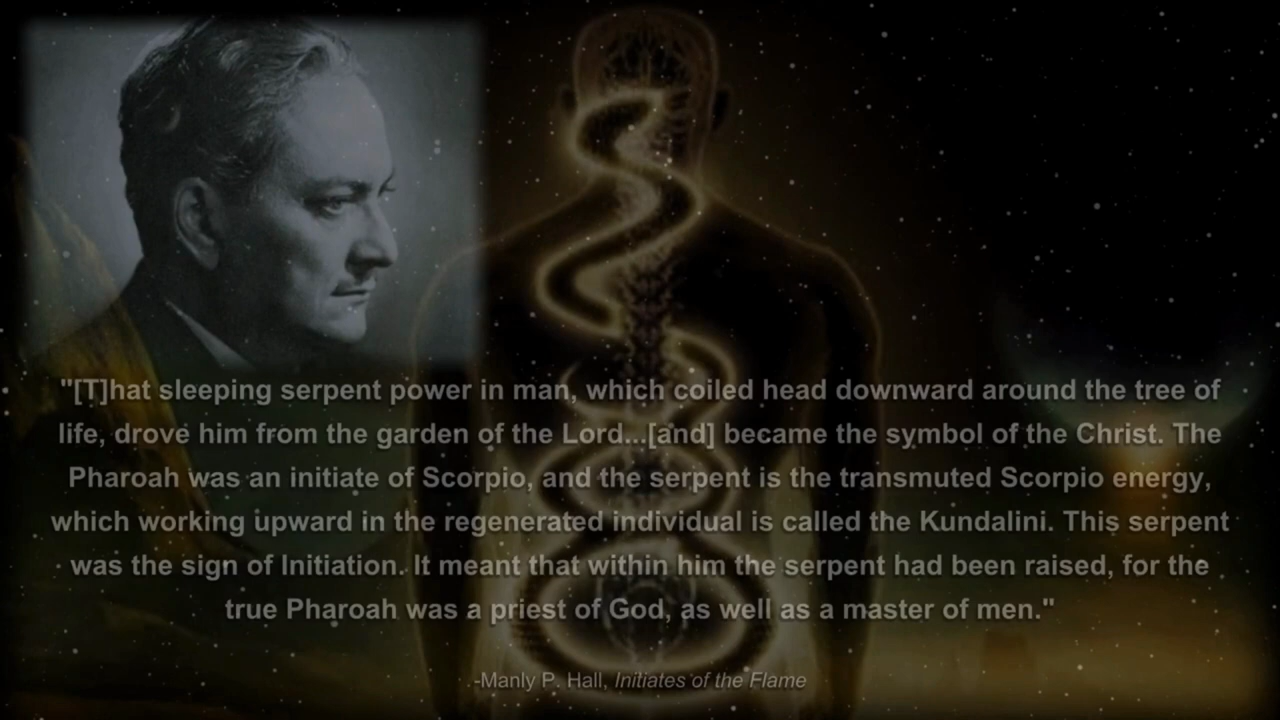 "[T]hat sleeping serpent power in man, which coiled head downward around the tree of
life, drove him from the garden of the Lord...[and] became the symbol of the Christ. The
Pharoah was an initiate of Scorpio, and the serpent is the transmuted Scorpio energy,
which working upward in the regenerated individual is called the Kundalini. This serpent
was the sign of Initiation. It meant that within him the serpent had been raised, for the
true Pharoah was a priest of God, as well as a master of men."
-Manly P. Hall, Initiates of the Flame